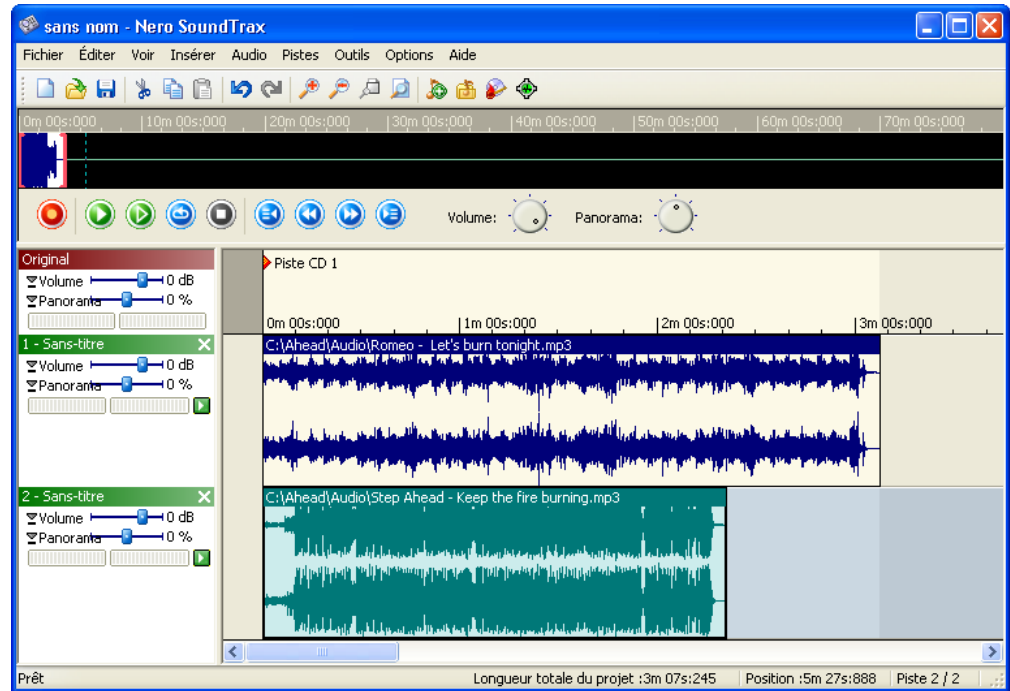 sans nom - Nero SoundTrax
Fichier Éditer Voir Insérer Audio Pistes Outils Options Aide
0m 00s:000 10m 00s:000 20m 00s:000 30m 00s:000 40m 00s:000 50m 00s:000 60m 00s:000 70m 00s:000
Volume: Panorama:
Original
Volume 0 dB
Panorama 0 %
Piste CD 1
0m 00s:000 1m 00s:000 2m 00s:000 3m 00s:000
1 - Sans-titre
Volume 0 dB
Panorama 0 %
C:\Ahead\Audio\Romeo - Let's burn tonight.mp3
2 - Sans-titre
Volume 0 dB
Panorama 0 %
C:\Ahead\Audio\Step Ahead - Keep the fire burning.mp3
Prêt Longueur totale du projet :3m 07s:245 Position :5m 27s:888 Piste 2 / 2